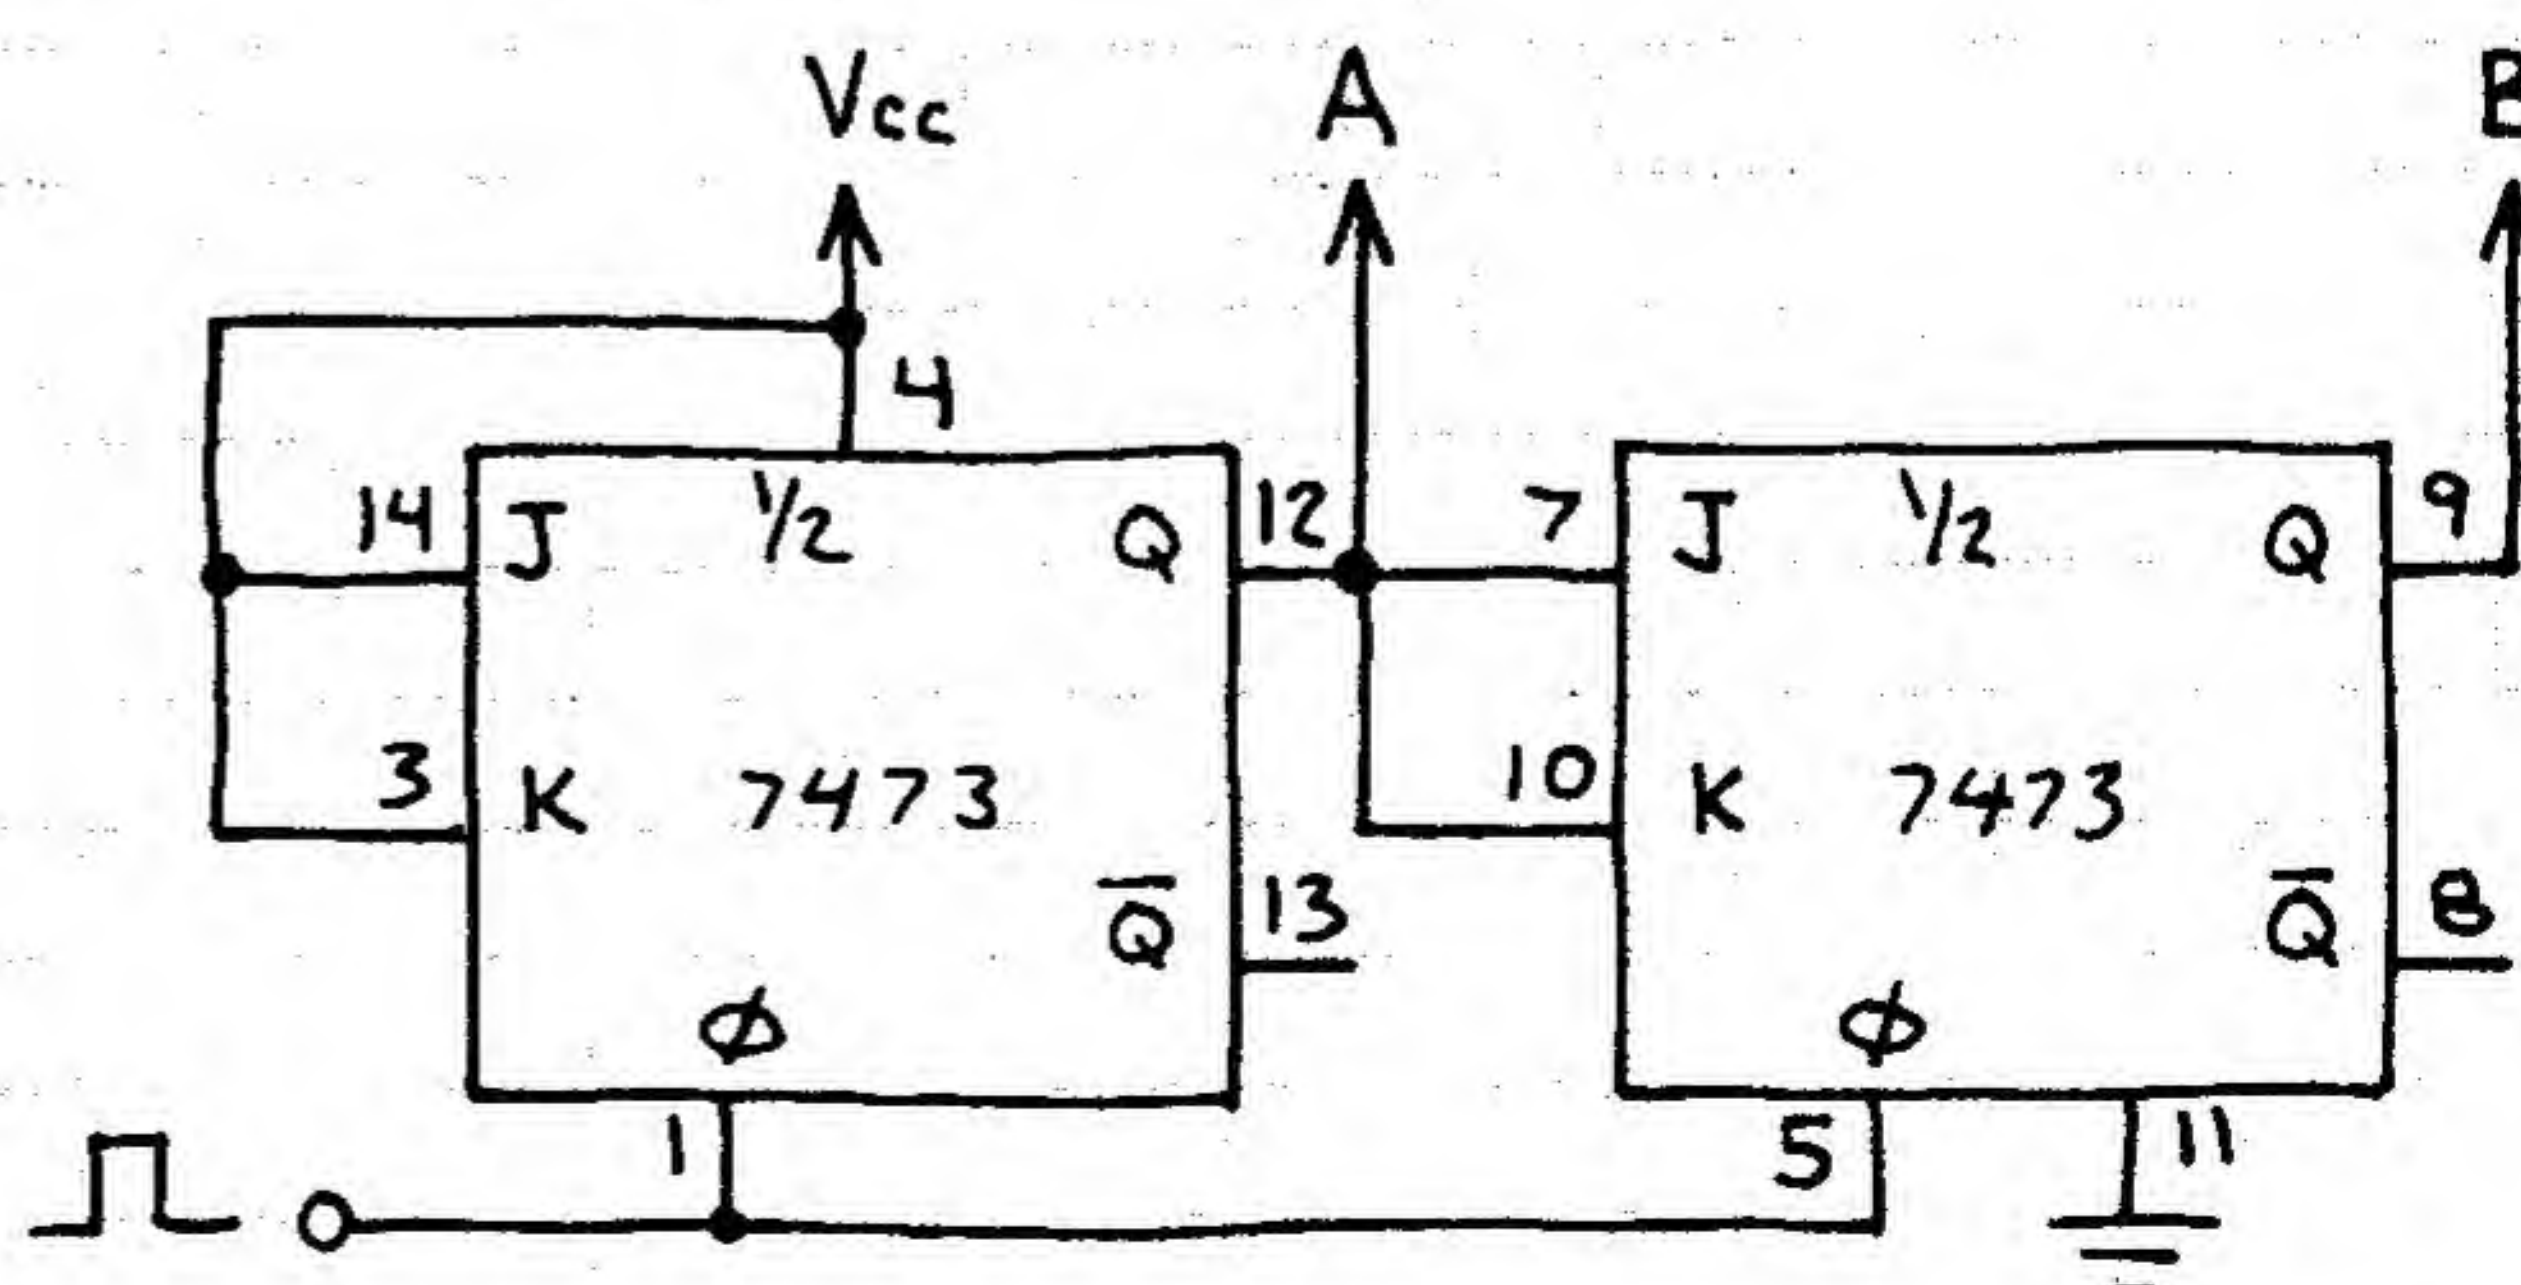 Vcc A B
4
14 J 1/2 Q 12 7 J 1/2 Q 9
3 K 7473 10 K 7473
Q̅ 13 Q̅ 8
ϕ ϕ
1 5 11